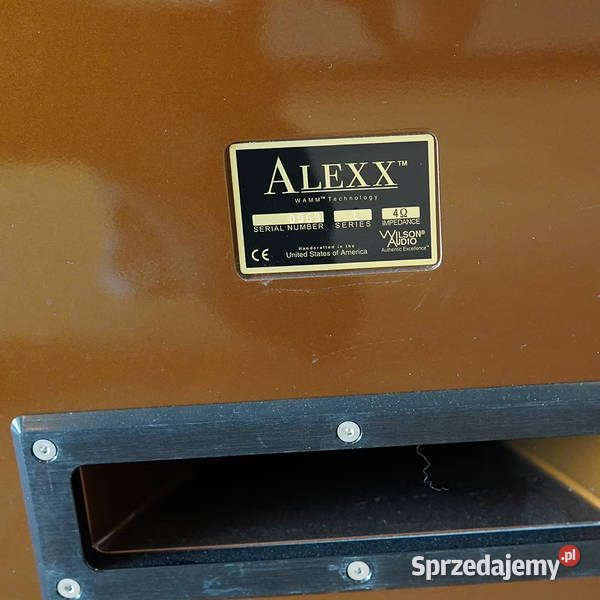 ALEXX™
WAMM™ Technology
1 4Ω
SERIAL NUMBER SERIES IMPEDANCE
CE Handcrafted in the
United States of America
WILSON®
AUDIO
Authentic Excellence™
Sprzedajemy.pl